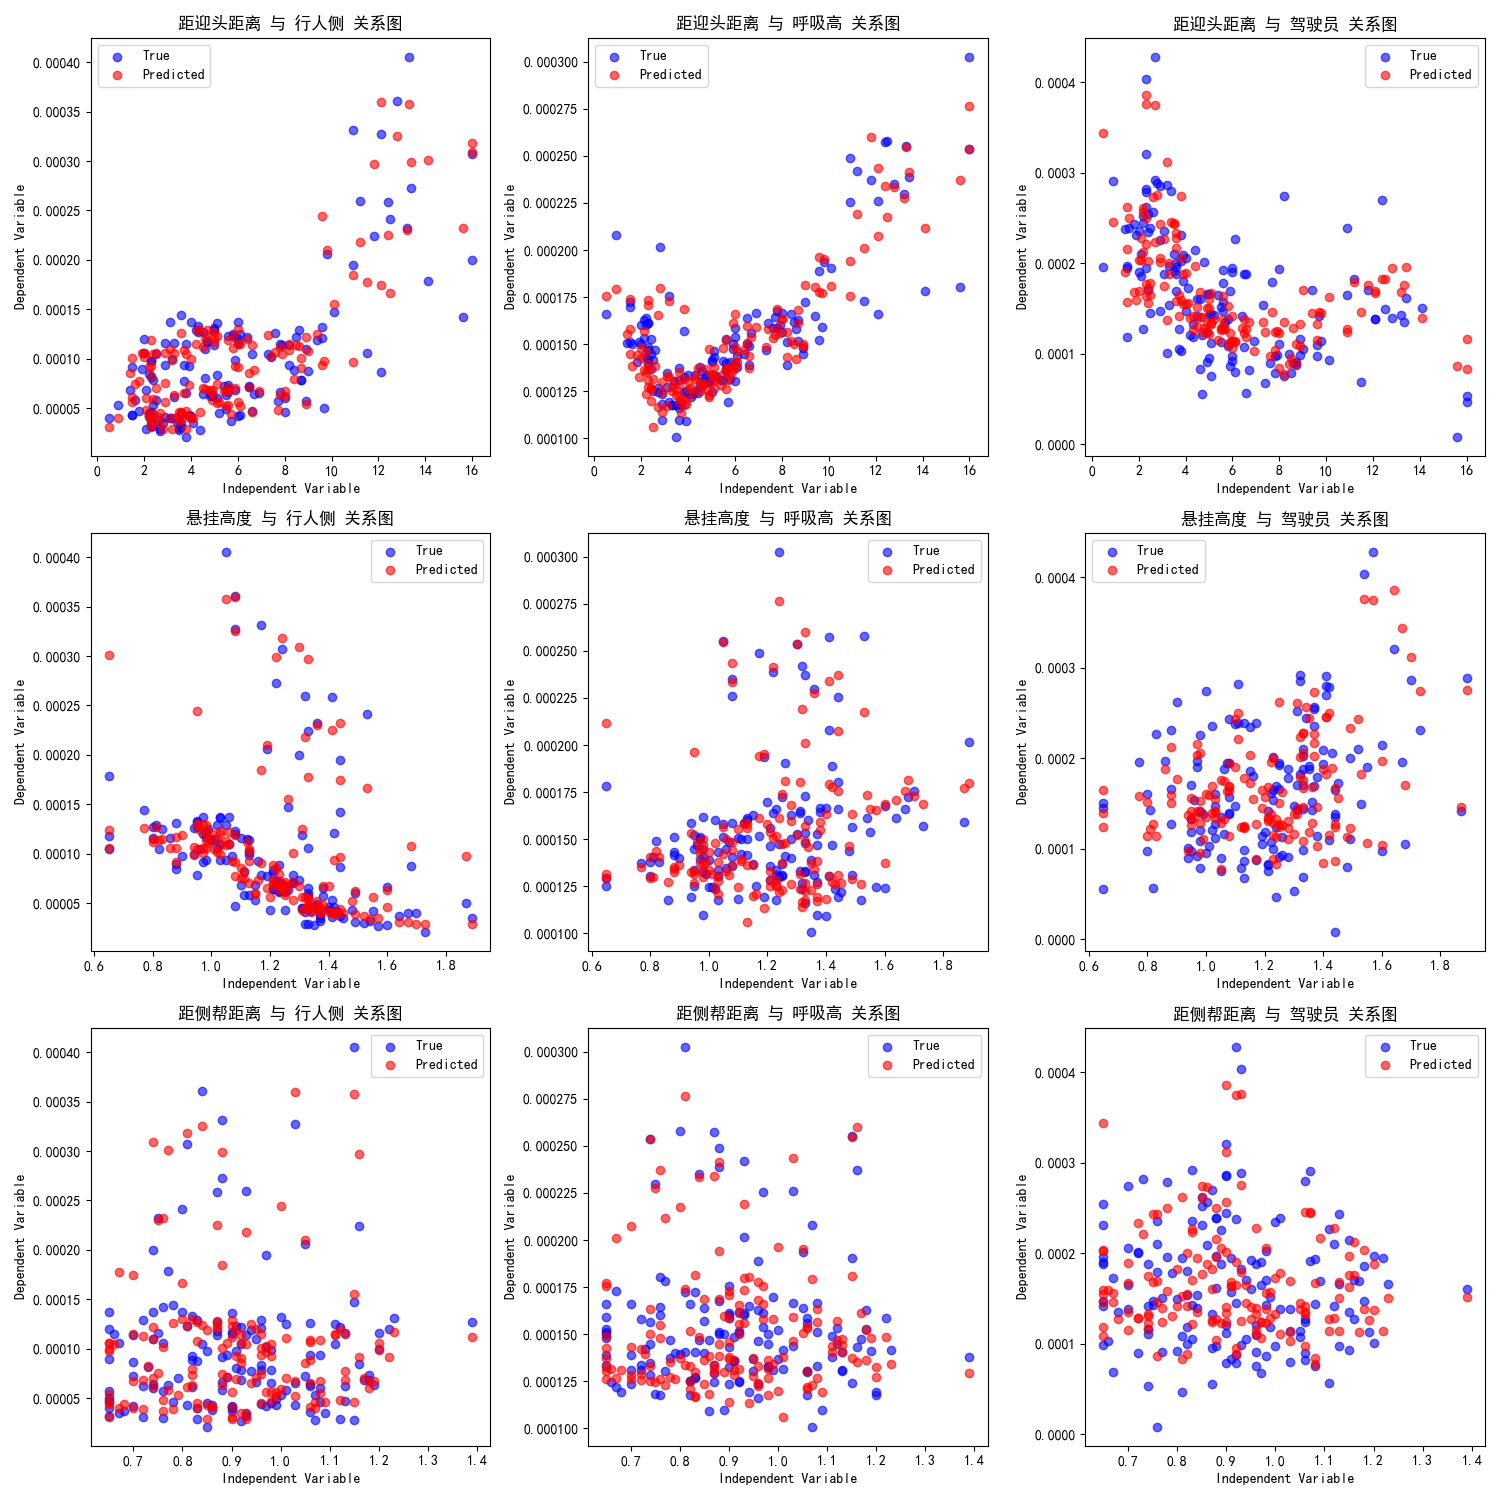 距迎头距离 与 行人侧 关系图
True
Predicted
Dependent Variable
0.00040
0.00035
0.00030
0.00025
0.00020
0.00015
0.00010
0.00005
0 2 4 6 8 10 12 14 16
Independent Variable
距迎头距离 与 呼吸高 关系图
True
Predicted
Dependent Variable
0.000300
0.000275
0.000250
0.000225
0.000200
0.000175
0.000150
0.000125
0.000100
0 2 4 6 8 10 12 14 16
Independent Variable
距迎头距离 与 驾驶员 关系图
True
Predicted
Dependent Variable
0.0004
0.0003
0.0002
0.0001
0.0000
0 2 4 6 8 10 12 14 16
Independent Variable
悬挂高度 与 行人侧 关系图
True
Predicted
Dependent Variable
0.00040
0.00035
0.00030
0.00025
0.00020
0.00015
0.00010
0.00005
0.6 0.8 1.0 1.2 1.4 1.6 1.8
Independent Variable
悬挂高度 与 呼吸高 关系图
True
Predicted
Dependent Variable
0.000300
0.000275
0.000250
0.000225
0.000200
0.000175
0.000150
0.000125
0.000100
0.6 0.8 1.0 1.2 1.4 1.6 1.8
Independent Variable
悬挂高度 与 驾驶员 关系图
True
Predicted
Dependent Variable
0.0004
0.0003
0.0002
0.0001
0.0000
0.6 0.8 1.0 1.2 1.4 1.6 1.8
Independent Variable
距侧帮距离 与 行人侧 关系图
True
Predicted
Dependent Variable
0.00040
0.00035
0.00030
0.00025
0.00020
0.00015
0.00010
0.00005
0.7 0.8 0.9 1.0 1.1 1.2 1.3 1.4
Independent Variable
距侧帮距离 与 呼吸高 关系图
True
Predicted
Dependent Variable
0.000300
0.000275
0.000250
0.000225
0.000200
0.000175
0.000150
0.000125
0.000100
0.7 0.8 0.9 1.0 1.1 1.2 1.3 1.4
Independent Variable
距侧帮距离 与 驾驶员 关系图
True
Predicted
Dependent Variable
0.0004
0.0003
0.0002
0.0001
0.0000
0.7 0.8 0.9 1.0 1.1 1.2 1.3 1.4
Independent Variable